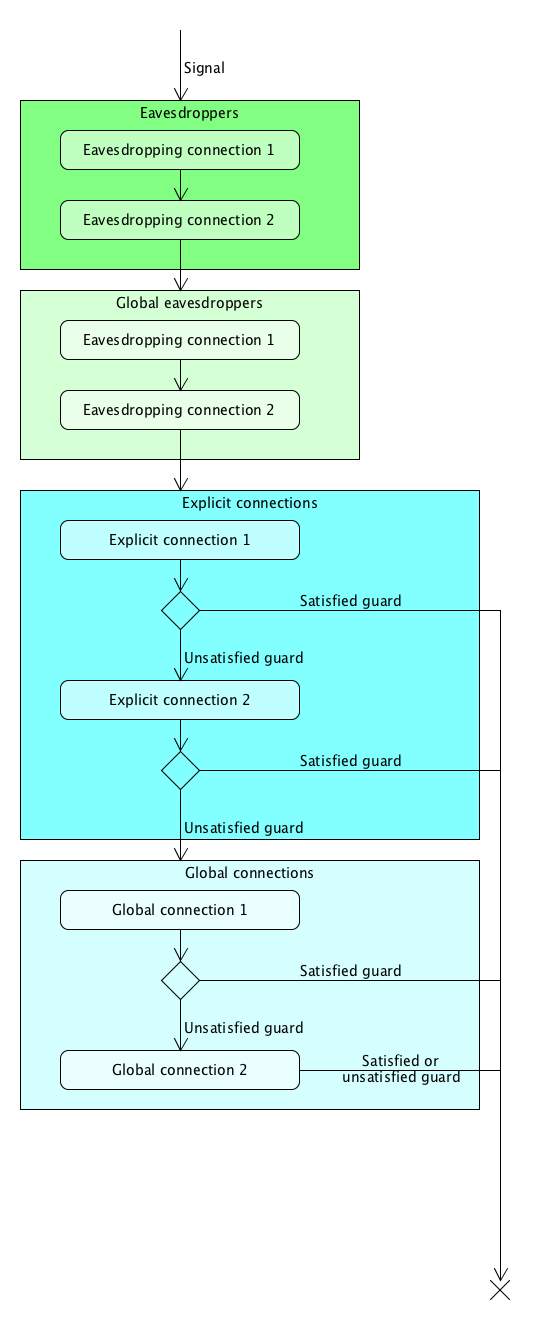 Signal
Eavesdroppers
Eavesdropping connection 1
Eavesdropping connection 2
Global eavesdroppers
Eavesdropping connection 1
Eavesdropping connection 2
Explicit connections
Explicit connection 1
Satisfied guard
Unsatisfied guard
Explicit connection 2
Satisfied guard
Unsatisfied guard
Global connections
Global connection 1
Satisfied guard
Unsatisfied guard
Global connection 2
Satisfied or
unsatisfied guard